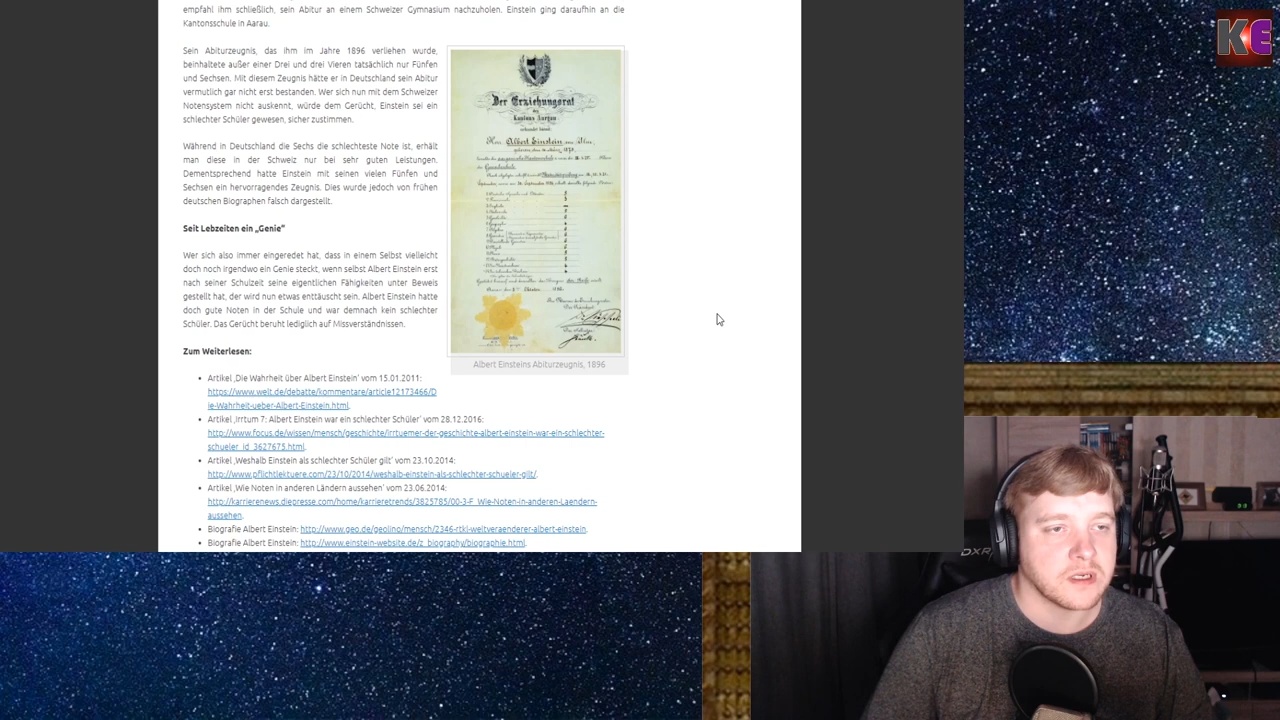 empfahl ihm schließlich, sein Abitur an einem Schweizer Gymnasium nachzuholen. Einstein ging daraufhin an die
Kantonsschule in Aarau.
Sein Abiturzeugnis, das ihm im Jahre 1896 verliehen wurde,
beinhaltete außer einer Drei und drei Vieren tatsächlich nur Fünfen
und Sechsen. Mit diesem Zeugnis hätte er in Deutschland sein Abitur
vermutlich gar nicht erst bestanden. Wer sich nun mit dem Schweizer
Notensystem nicht auskennt, würde dem Gerücht, Einstein sei ein
schlechter Schüler gewesen, sicher zustimmen.
Während in Deutschland die Sechs die schlechteste Note ist, erhält
man diese in der Schweiz nur bei sehr guten Leistungen.
Dementsprechend hatte Einstein mit seinen vielen Fünfen und
Sechsen ein hervorragendes Zeugnis. Dies wurde jedoch von frühen
deutschen Biographen falsch dargestellt.
Seit Lebzeiten ein „Genie“
Wer sich also immer eingeredet hat, dass in einem Selbst vielleicht
doch noch irgendwo ein Genie steckt, wenn selbst Albert Einstein erst
nach seiner Schulzeit seine eigentlichen Fähigkeiten unter Beweis
gestellt hat, der wird nun etwas enttäuscht sein. Albert Einstein hatte
doch gute Noten in der Schule und war demnach kein schlechter
Schüler. Das Gerücht beruht lediglich auf Missverständnissen.
Der Erziehungsrat
des
Kantons Aargau
Albert Einstein von Ulm,
Albert Einsteins Abiturzeugnis, 1896
Zum Weiterlesen:
Artikel ‚Die Wahrheit über Albert Einstein‘ vom 15.01.2011:
https://www.welt.de/debatte/kommentare/article12173466/D
ie-Wahrheit-ueber-Albert-Einstein.html.
Artikel ‚Irrtum 7: Albert Einstein war ein schlechter Schüler‘ vom 28.12.2016:
http://www.focus.de/wissen/mensch/geschichte/irrtuemer-der-geschichte-albert-einstein-war-ein-schlechter-
schueler_id_3627675.html.
Artikel ‚Weshalb Einstein als schlechter Schüler gilt‘ vom 23.10.2014:
http://www.pflichtlektuere.com/23/10/2014/weshalb-einstein-als-schlechter-schueler-gilt/.
Artikel ‚Wie Noten in anderen Ländern aussehen‘ vom 23.06.2014:
http://karrierenews.diepresse.com/home/karrieretrends/3825785/00-3-F_Wie-Noten-in-anderen-Laendern-
aussehen.
Biografie Albert Einstein: http://www.geo.de/geolino/mensch/2346-rtkl-weltveraenderer-albert-einstein.
Biografie Albert Einstein: http://www.einstein-website.de/z_biography/biographie.html.
KE
DXR